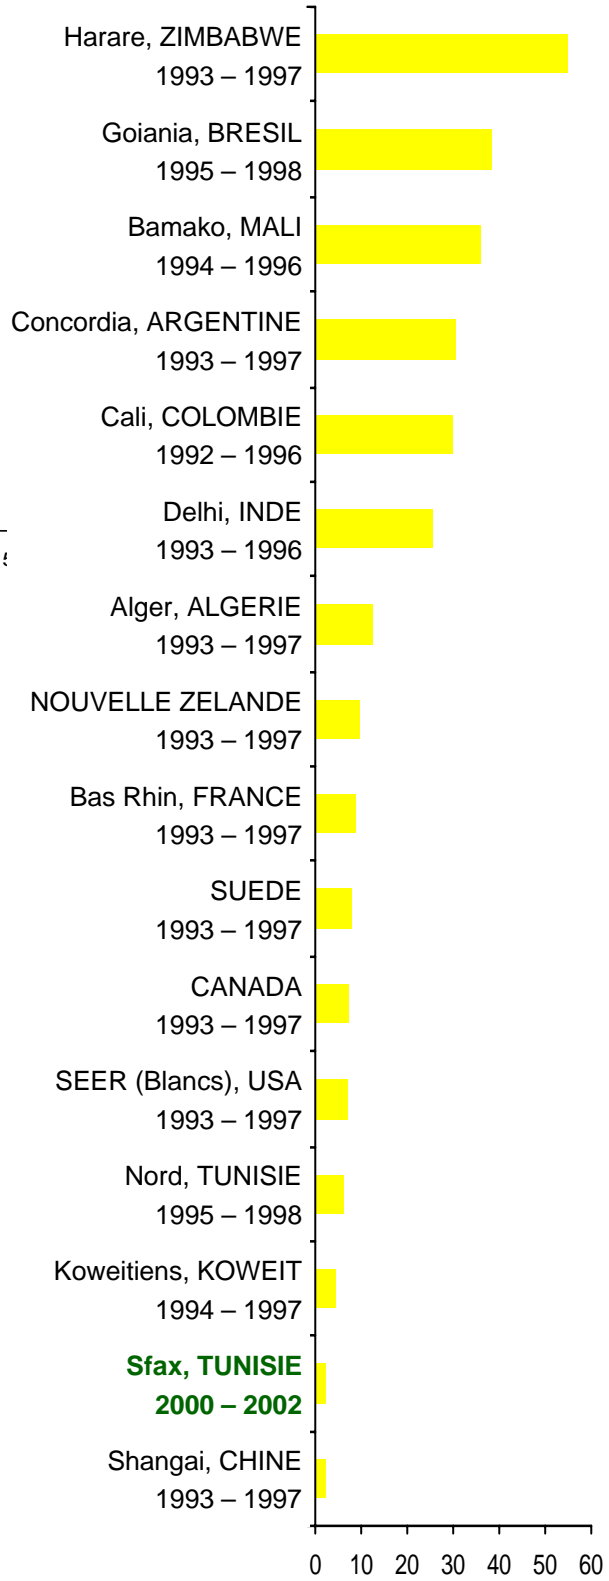 Harare, ZIMBABWE
1993 – 1997
Goiania, BRESIL
1995 – 1998
Bamako, MALI
1994 – 1996
Concordia, ARGENTINE
1993 – 1997
Cali, COLOMBIE
1992 – 1996
Delhi, INDE
1993 – 1996
Alger, ALGERIE
1993 – 1997
NOUVELLE ZELANDE
1993 – 1997
Bas Rhin, FRANCE
1993 – 1997
SUEDE
1993 – 1997
CANADA
1993 – 1997
SEER (Blancs), USA
1993 – 1997
Nord, TUNISIE
1995 – 1998
Koweitiens, KOWEIT
1994 – 1997
Sfax, TUNISIE
2000 – 2002
Shangai, CHINE
1993 – 1997
0 10 20 30 40 50 60